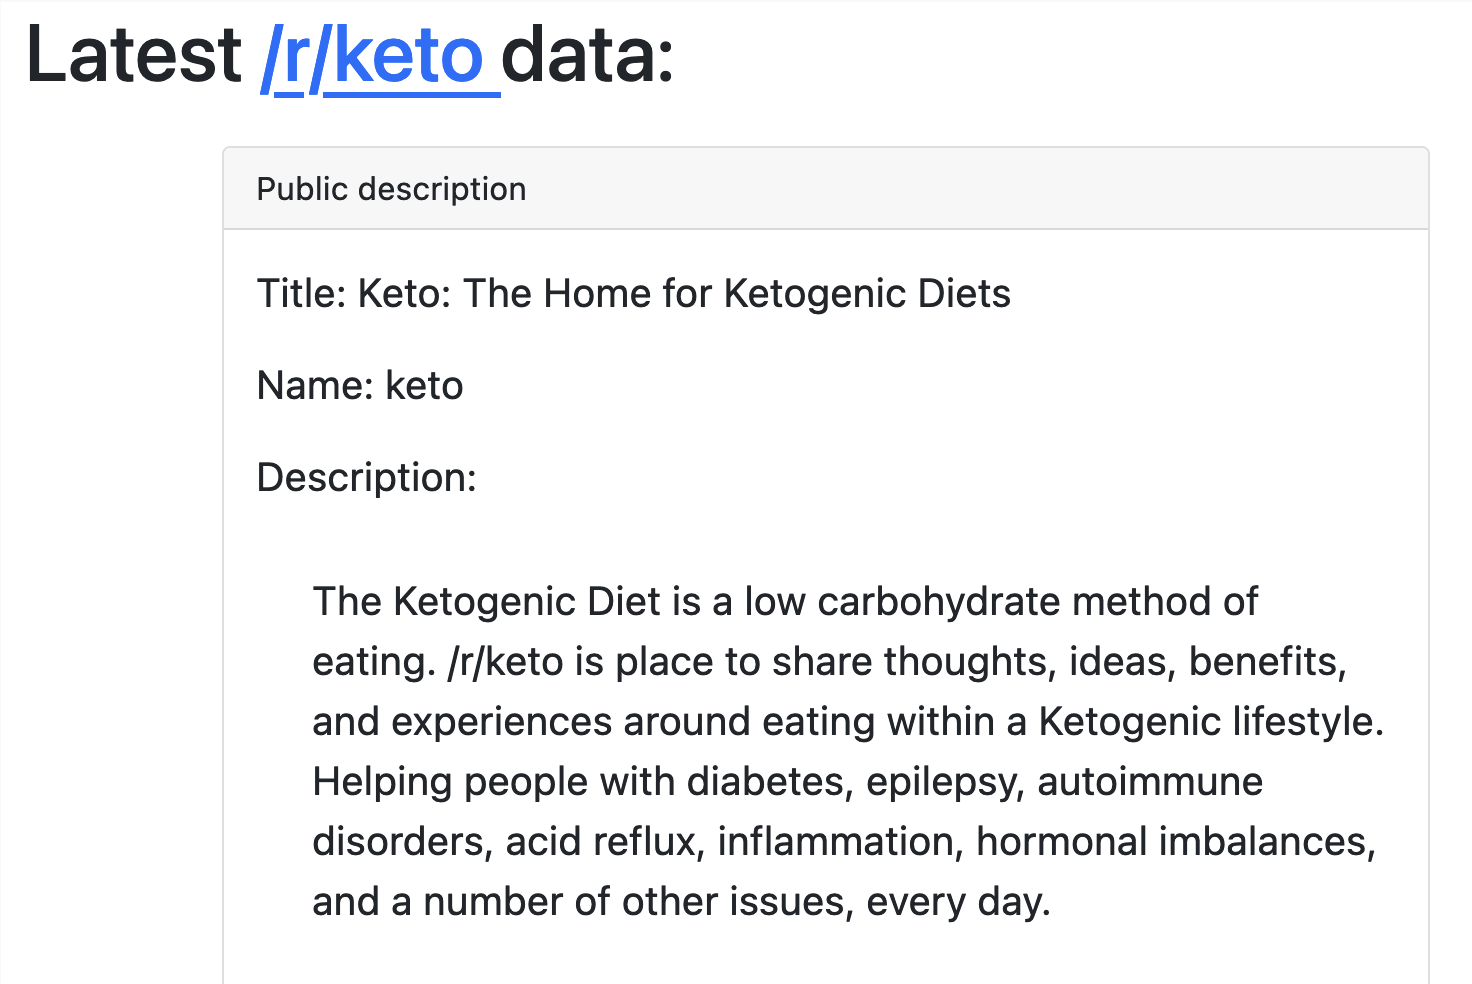 Latest /r/keto data:
Public description
Title: Keto: The Home for Ketogenic Diets
Name: keto
Description:
The Ketogenic Diet is a low carbohydrate method of
eating. /r/keto is place to share thoughts, ideas, benefits,
and experiences around eating within a Ketogenic lifestyle.
Helping people with diabetes, epilepsy, autoimmune
disorders, acid reflux, inflammation, hormonal imbalances,
and a number of other issues, every day.